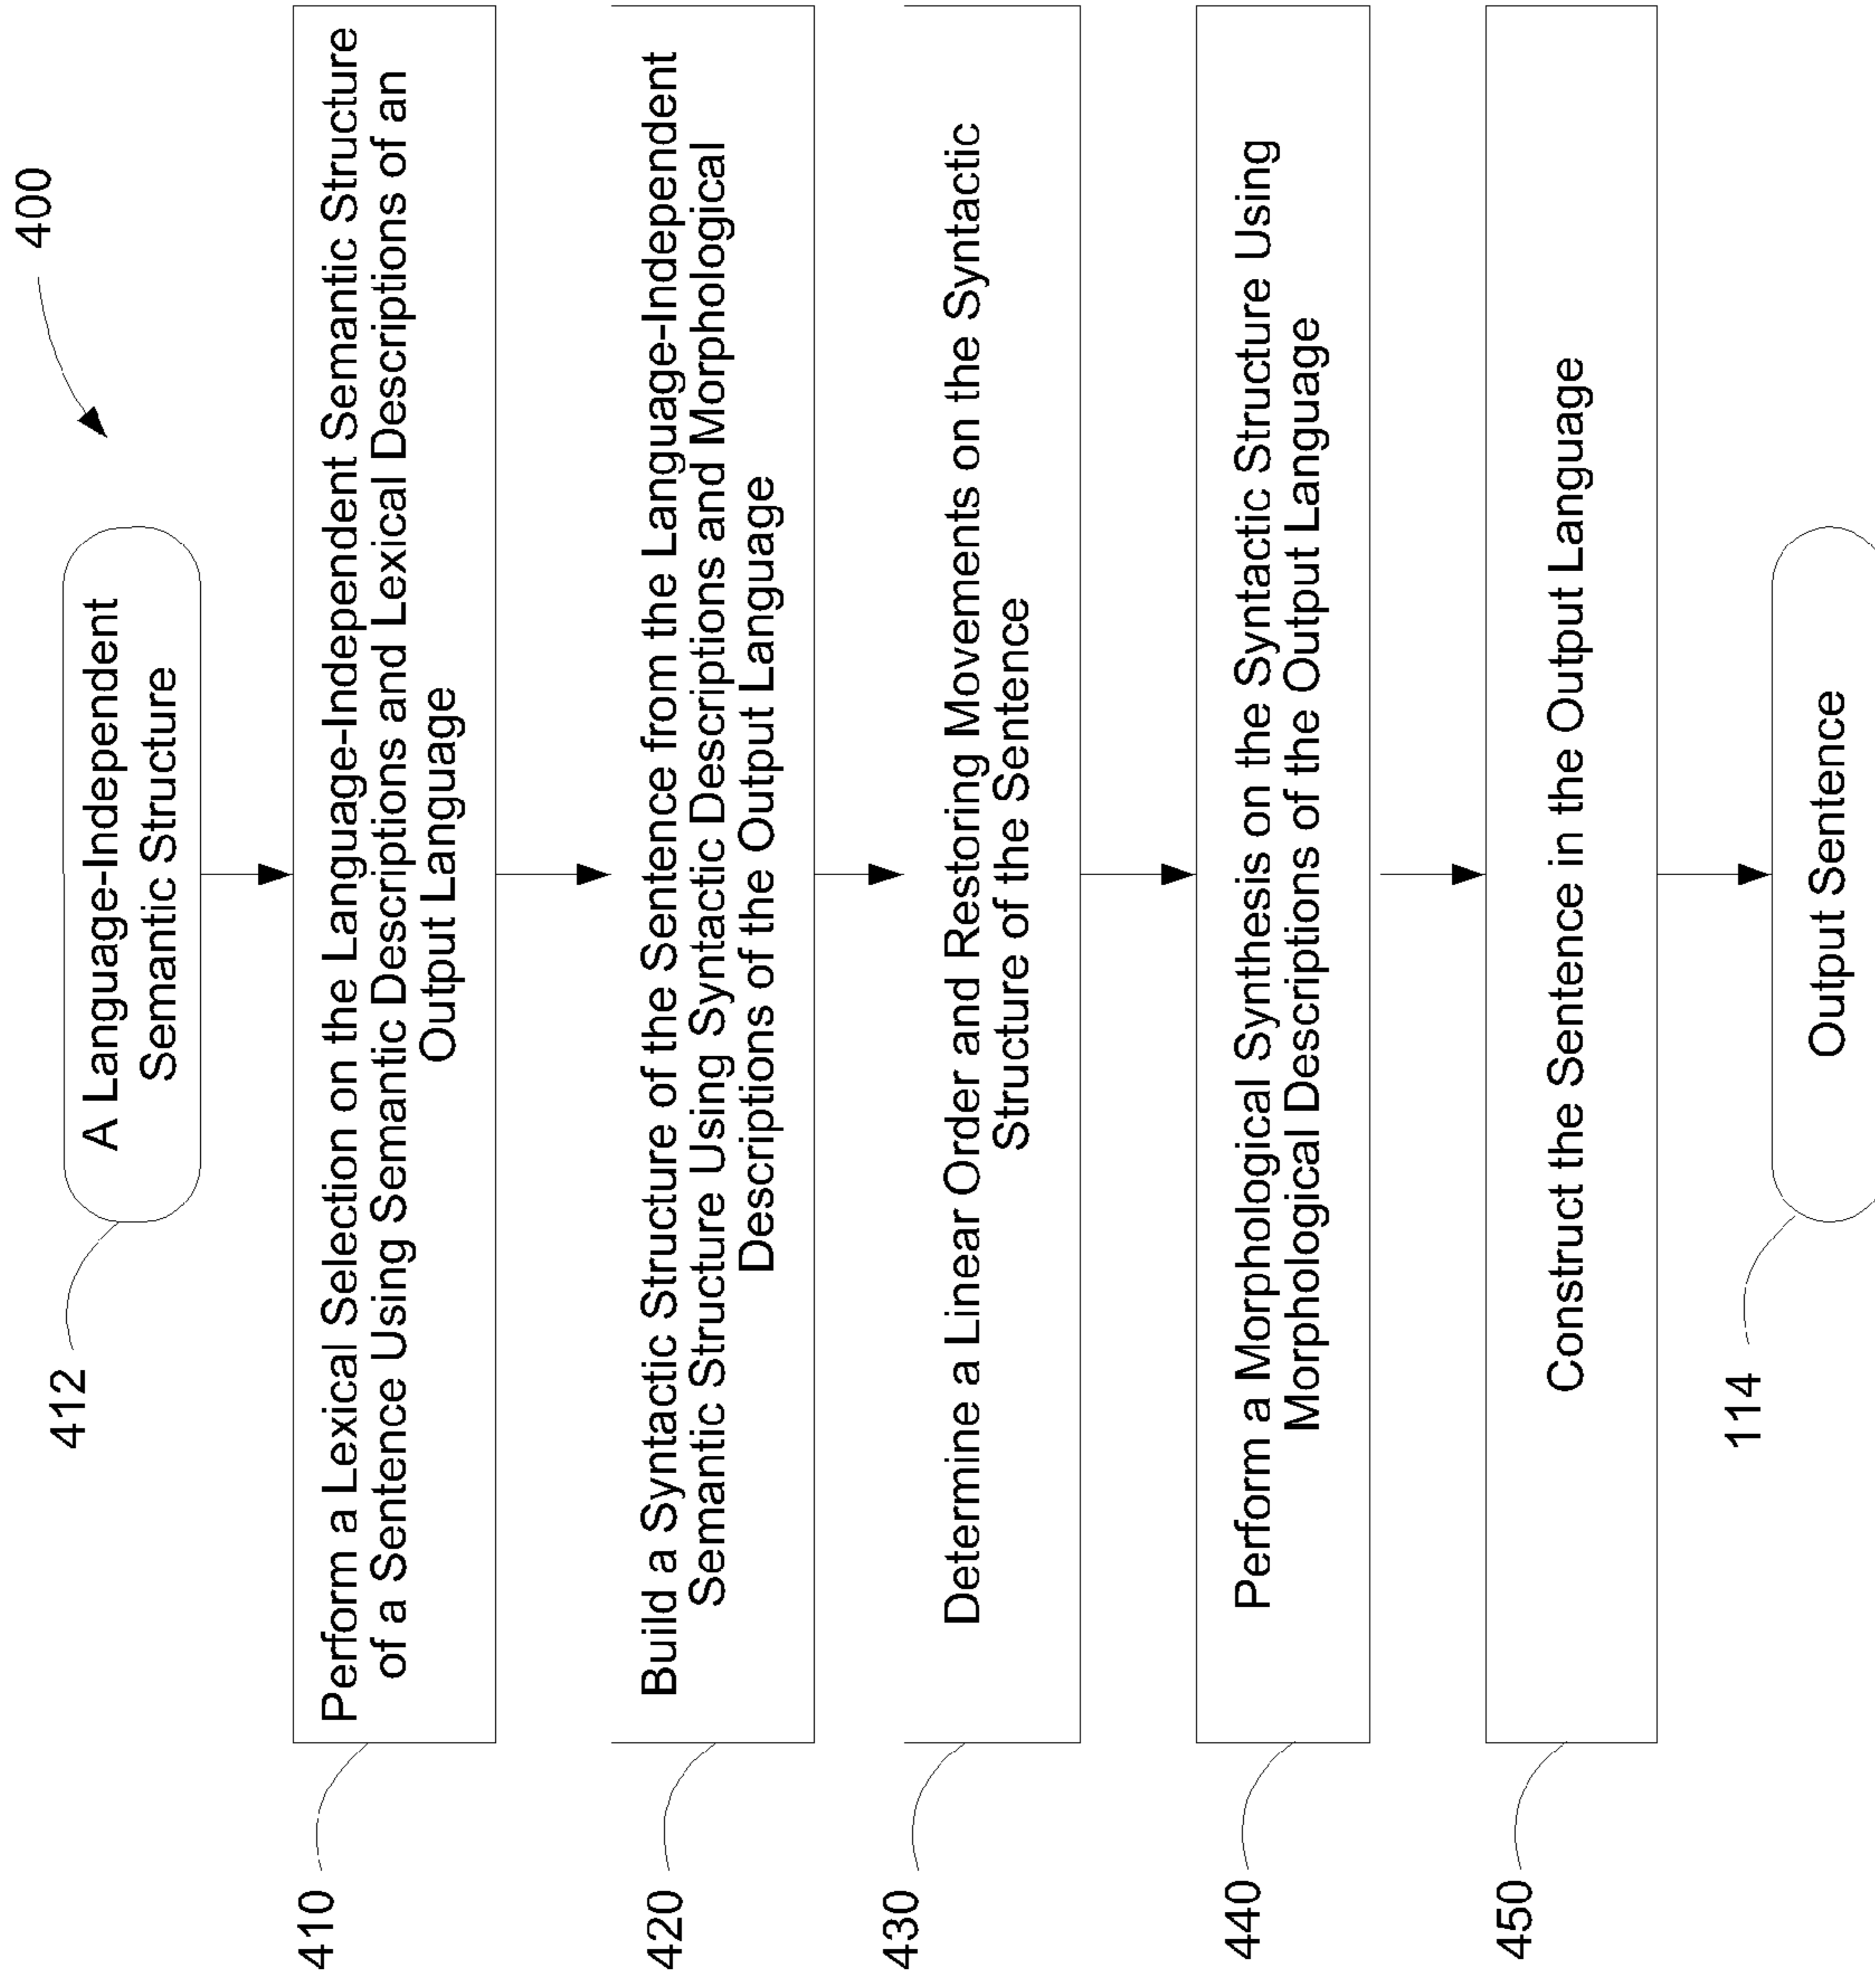 400
412
A Language-Independent
Semantic Structure
410
Perform a Lexical Selection on the Language-Independent Semantic Structure
of a Sentence Using Semantic Descriptions and Lexical Descriptions of an
Output Language
420
Build a Syntactic Structure of the Sentence from the Language-Independent
Semantic Structure Using Syntactic Descriptions and Morphological
Descriptions of the Output Language
430
Determine a Linear Order and Restoring Movements on the Syntactic
Structure of the Sentence
440
Perform a Morphological Synthesis on the Syntactic Structure Using
Morphological Descriptions of the Output Language
450
Construct the Sentence in the Output Language
114
Output Sentence